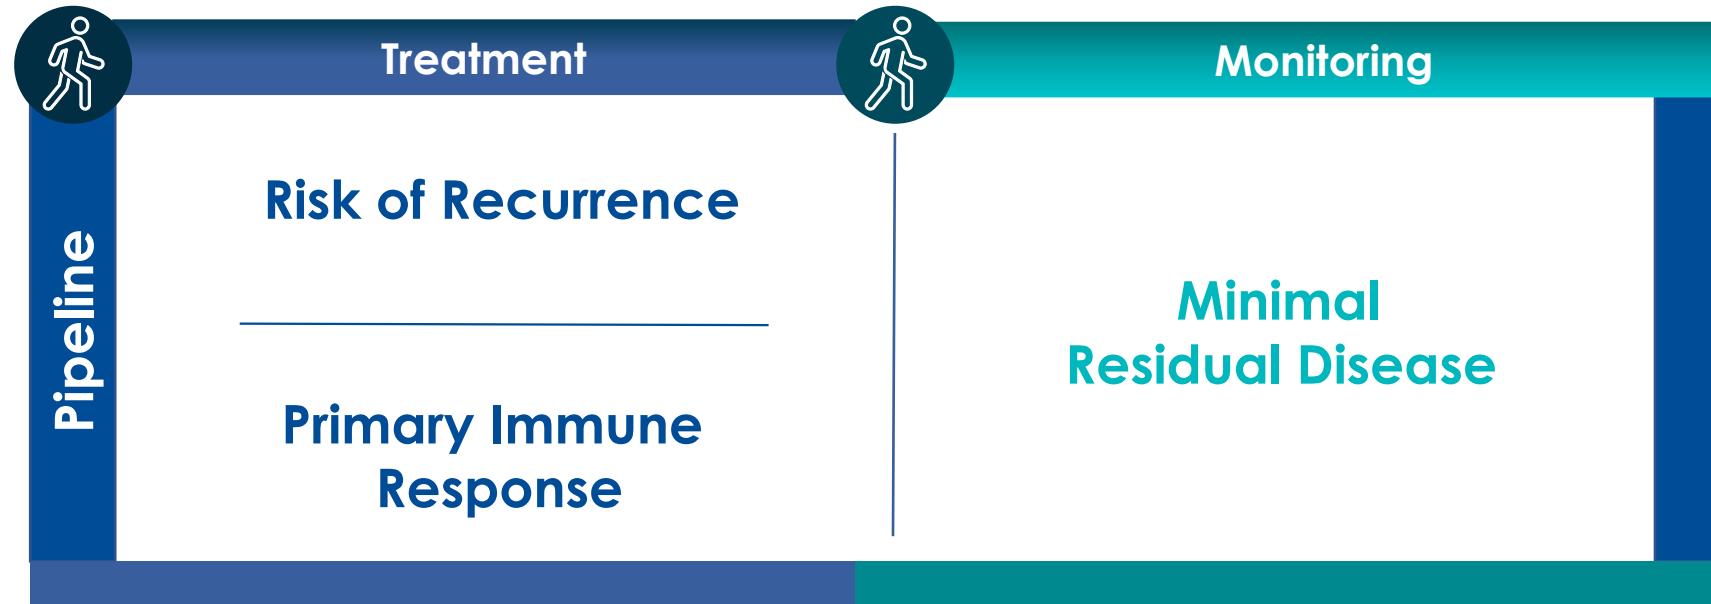 Treatment
Monitoring
Pipeline
Risk of Recurrence
Primary Immune
Response
Minimal
Residual Disease